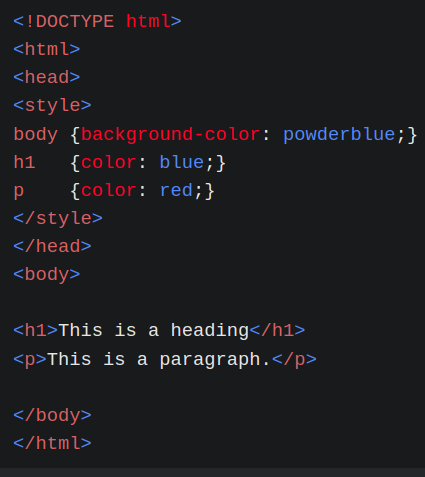 <!DOCTYPE html>
<html>
<head>
<style>
body {background-color: powderblue;}
h1   {color: blue;}
p    {color: red;}
</style>
</head>
<body>
<h1>This is a heading</h1>
<p>This is a paragraph.</p>
</body>
</html>